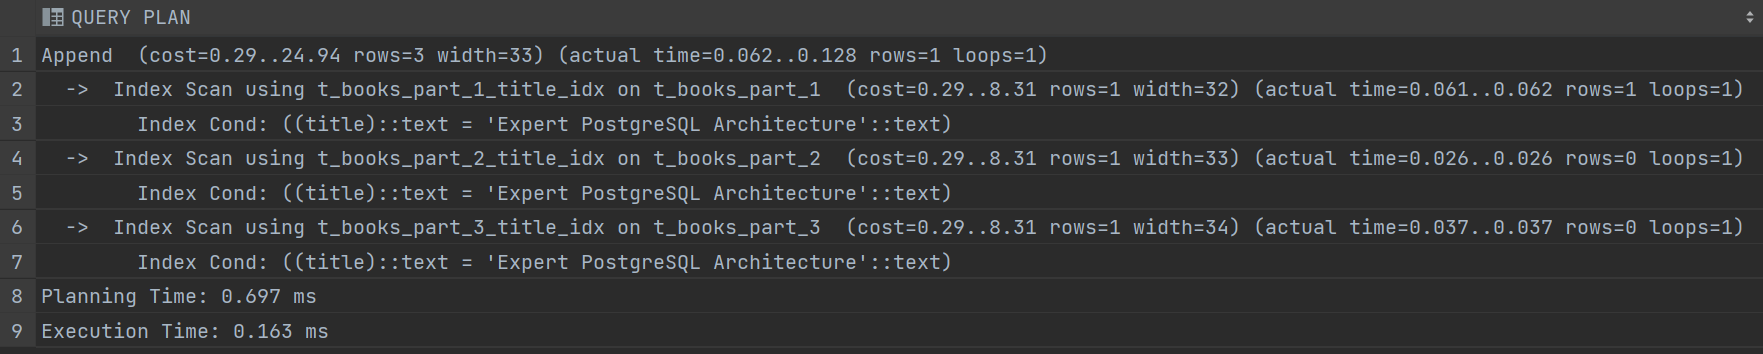 QUERY PLAN
1 Append  (cost=0.29..24.94 rows=3 width=33) (actual time=0.062..0.128 rows=1 loops=1)
2   ->  Index Scan using t_books_part_1_title_idx on t_books_part_1  (cost=0.29..8.31 rows=1 width=32) (actual time=0.061..0.062 rows=1 loops=1)
3         Index Cond: ((title)::text = 'Expert PostgreSQL Architecture'::text)
4   ->  Index Scan using t_books_part_2_title_idx on t_books_part_2  (cost=0.29..8.31 rows=1 width=33) (actual time=0.026..0.026 rows=0 loops=1)
5         Index Cond: ((title)::text = 'Expert PostgreSQL Architecture'::text)
6   ->  Index Scan using t_books_part_3_title_idx on t_books_part_3  (cost=0.29..8.31 rows=1 width=34) (actual time=0.037..0.037 rows=0 loops=1)
7         Index Cond: ((title)::text = 'Expert PostgreSQL Architecture'::text)
8 Planning Time: 0.697 ms
9 Execution Time: 0.163 ms